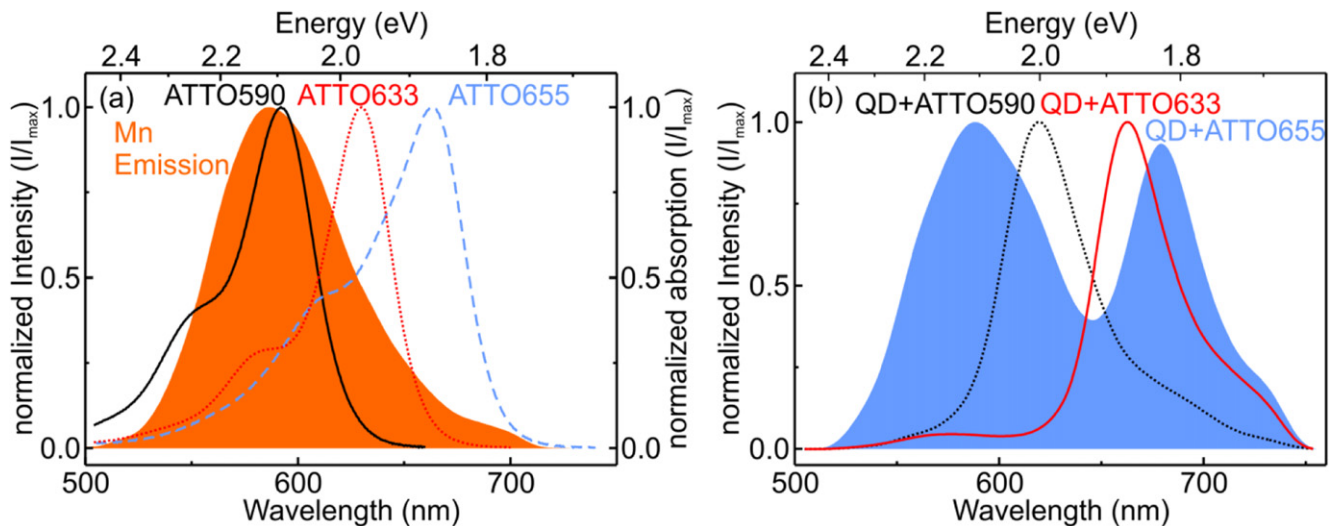 Energy (eV)
2.4 2.2 2.0 1.8
(a) ATTO590 ATTO633 ATTO655
Mn
Emission
normalized Intensity (I/Imax)
1.0
0.5
0.0
1.0
0.5
0.0
normalized absorption (I/Imax)
500 600 700
Wavelength (nm)
Energy (eV)
2.4 2.2 2.0 1.8
(b) QD+ATTO590 QD+ATTO633
QD+ATTO655
normalized Intensity (I/Imax)
1.0
0.5
0.0
500 600 700
Wavelength (nm)